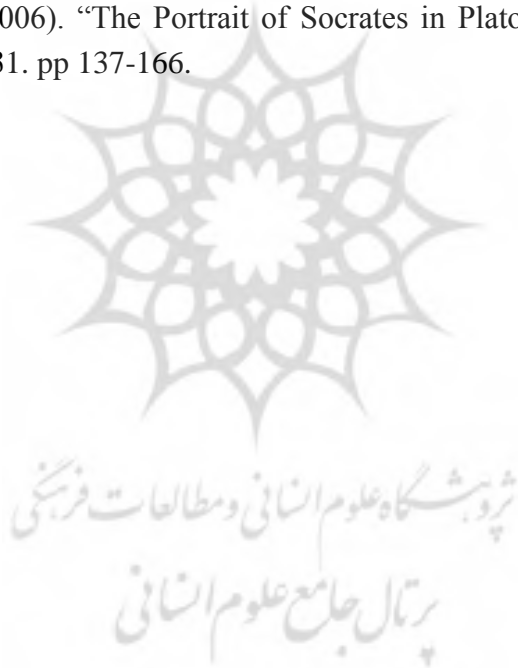 006). “The Portrait of Socrates in Plato
31. pp 137-166.
پژوهشگاه علوم انسانی و مطالعات فرهنگی
پرتال جامع علوم انسانی